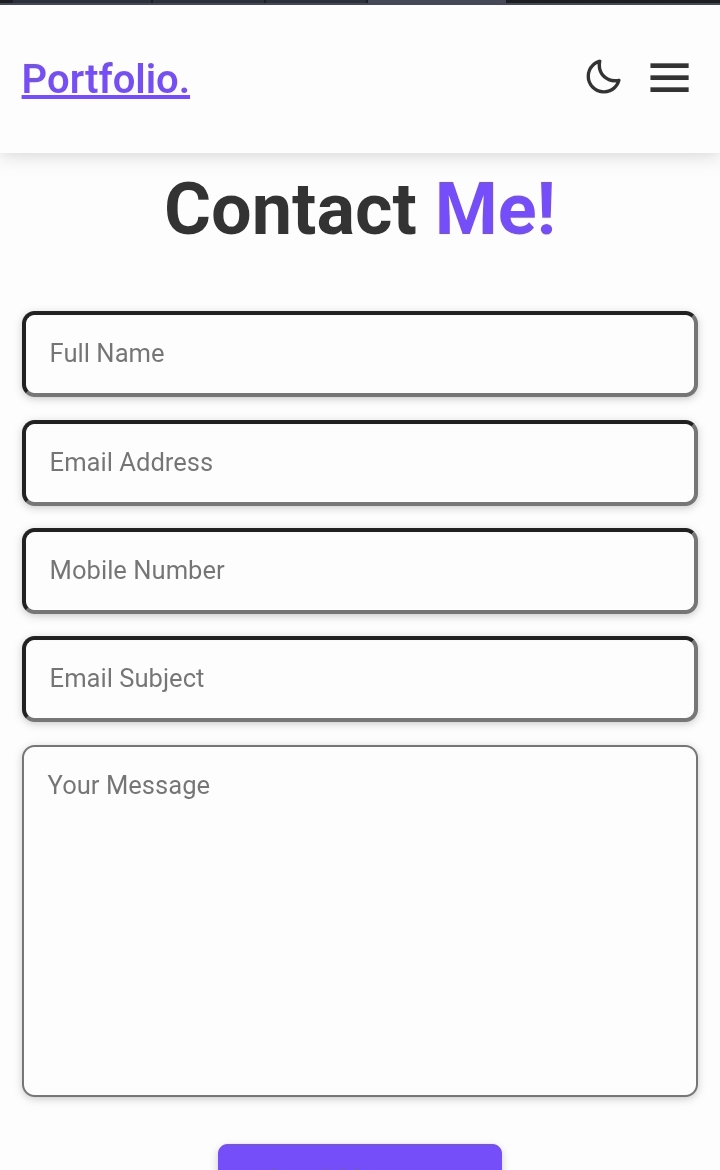 Portfolio.
Contact Me!
Full Name
Email Address
Mobile Number
Email Subject
Your Message